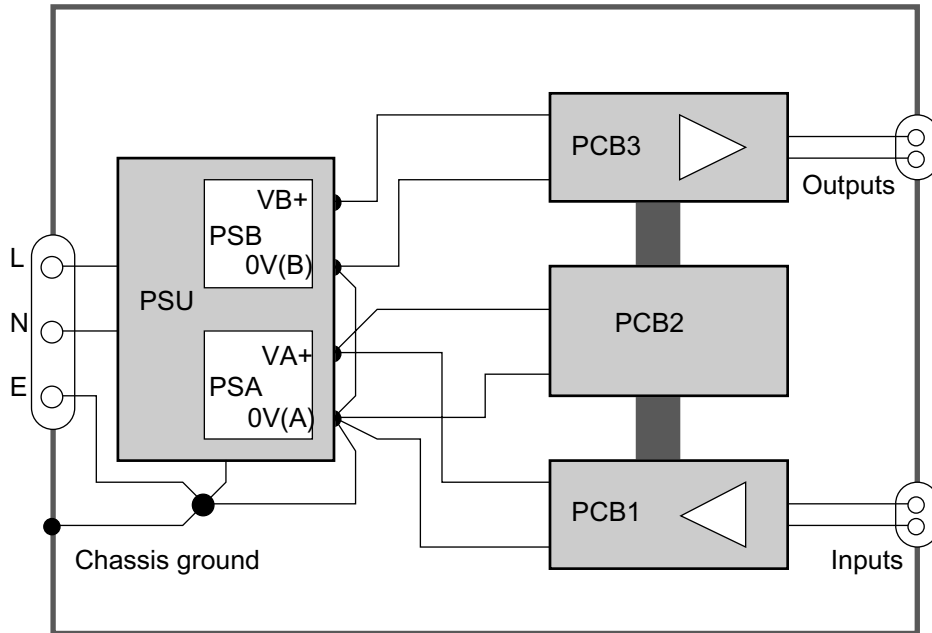 PCB3
Outputs
VB+
PSB
0V(B)
L
PSU
N
PCB2
VA+
PSA
E
0V(A)
PCB1
Chassis ground
Inputs